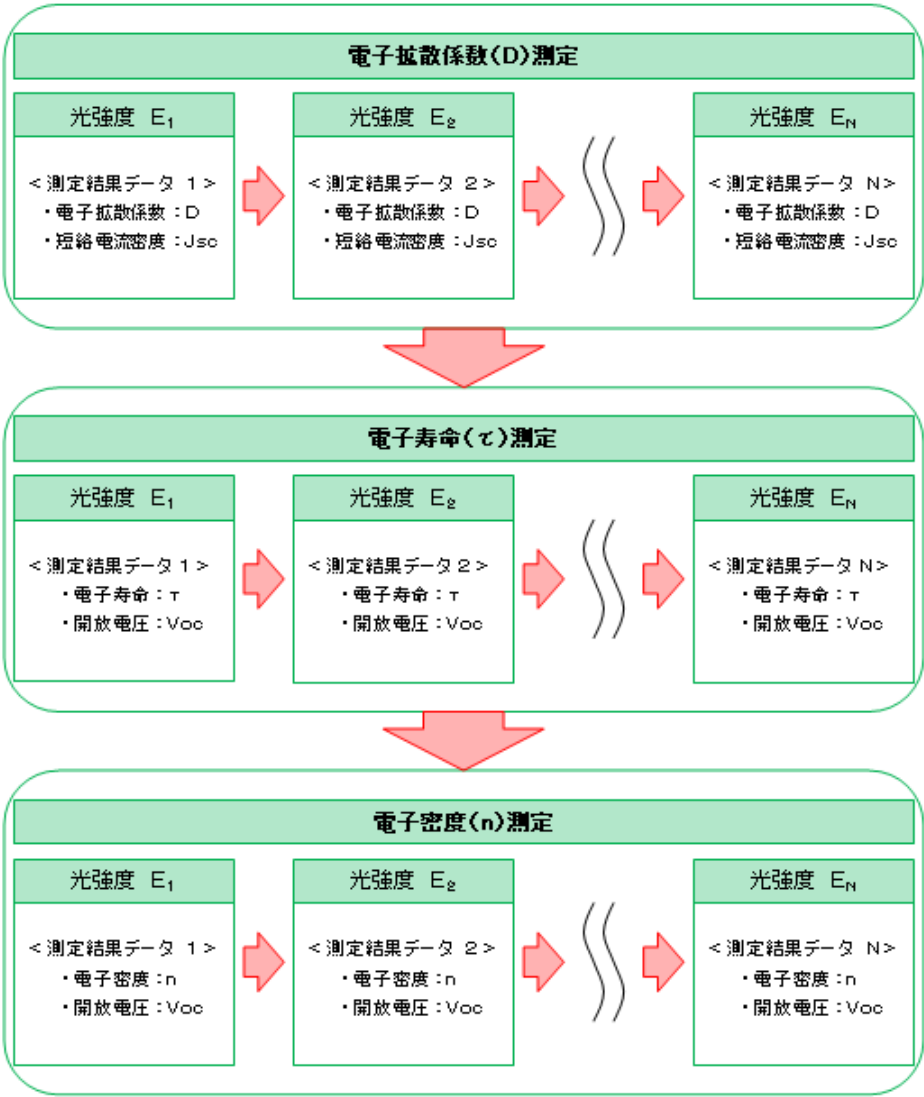 電子拡散係数(D)測定
光強度 E₁
光強度 E₂
光強度 E_N
<測定結果データ 1>
・電子拡散係数:D
・短絡電流密度:Jsc
<測定結果データ 2>
・電子拡散係数:D
・短絡電流密度:Jsc
<測定結果データ N>
・電子拡散係数:D
・短絡電流密度:Jsc
電子寿命(τ)測定
光強度 E₁
光強度 E₂
光強度 E_N
<測定結果データ1>
・電子寿命:τ
・開放電圧:Voc
<測定結果データ2>
・電子寿命:τ
・開放電圧:Voc
<測定結果データN>
・電子寿命:τ
・開放電圧:Voc
電子密度(n)測定
光強度 E₁
光強度 E₂
光強度 E_N
<測定結果データ 1>
・電子密度:n
・開放電圧:Voc
<測定結果データ 2>
・電子密度:n
・開放電圧:Voc
<測定結果データ N>
・電子密度:n
・開放電圧:Voc